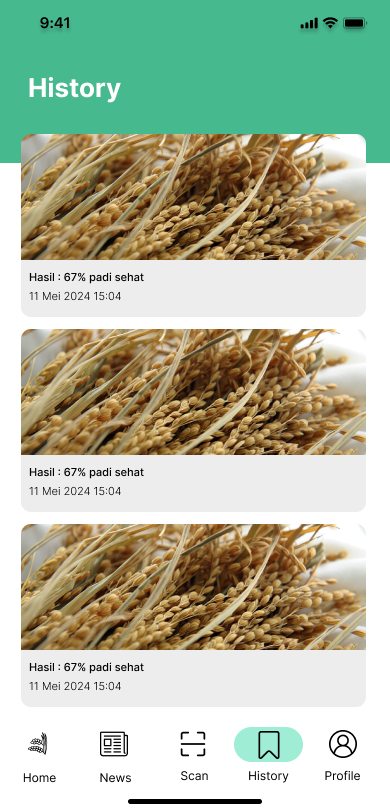 9:41
History
Hasil : 67% padi sehat
11 Mei 2024 15:04
Hasil : 67% padi sehat
11 Mei 2024 15:04
Hasil : 67% padi sehat
11 Mei 2024 15:04
Home
News
Scan
History
Profile